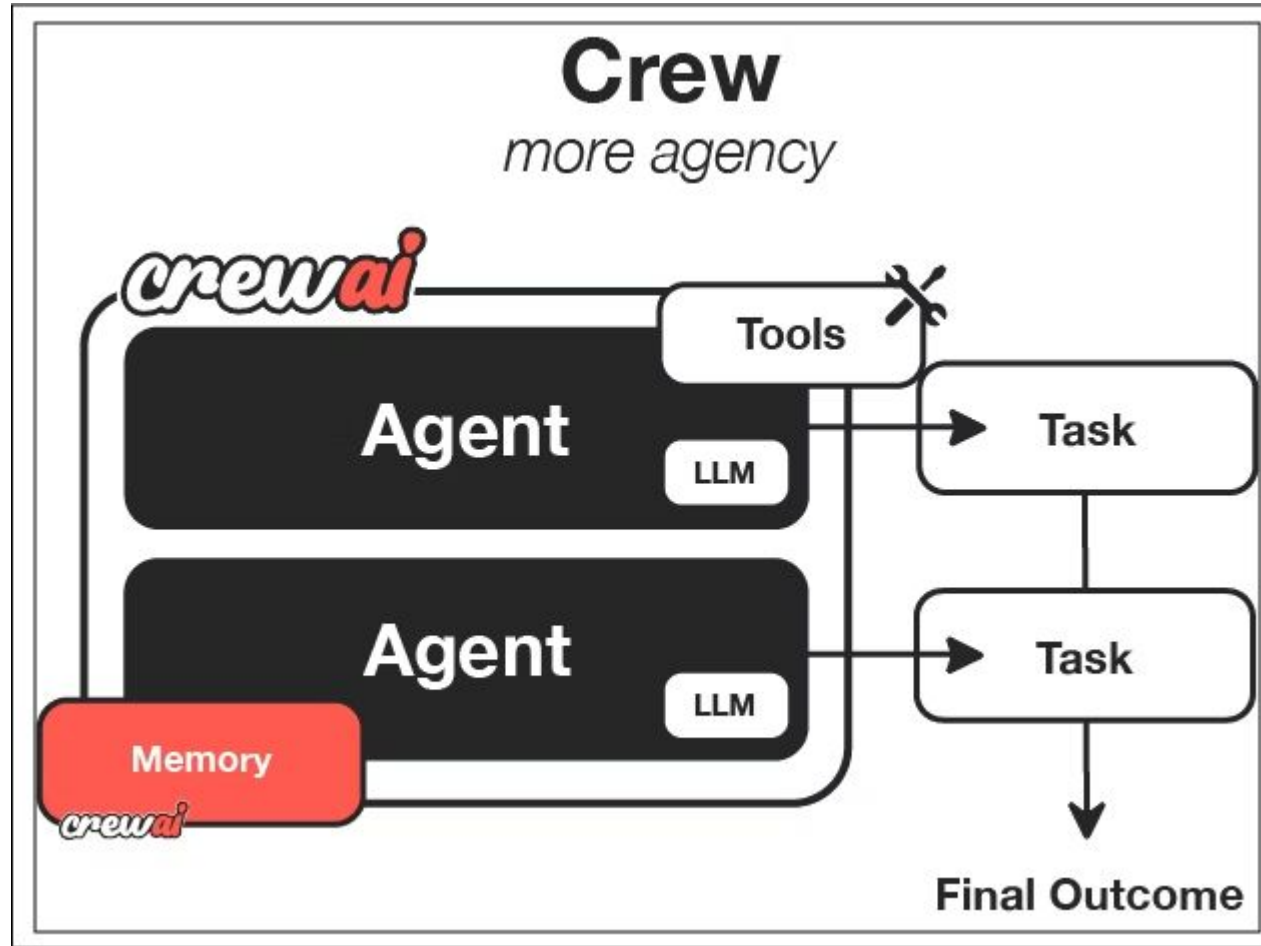 Crew
more agency
crewai
Tools
Agent
LLM
Task
Agent
LLM
Task
Memory
crewai
Final Outcome